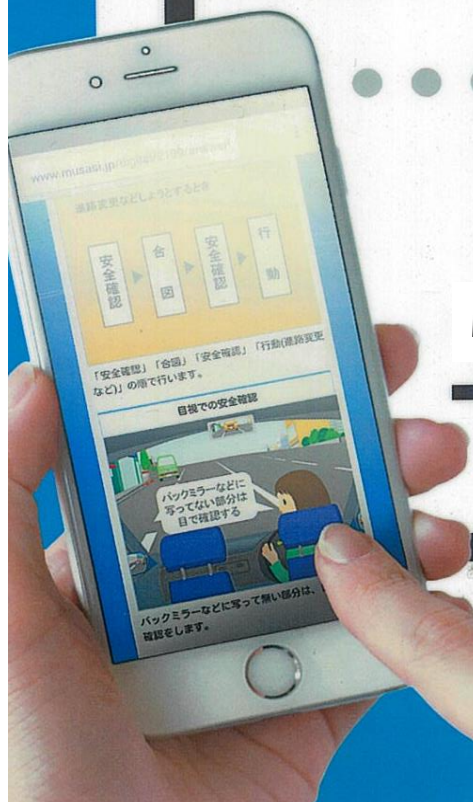 www.musasi.jp/
進路変更などしようとするとき
安全確認
合図
安全確認
行動
「安全確認」「合図」「安全確認」「行動(進路変更
など)」の順で行います。
目視での安全確認
バックミラーなどに
写ってない部分は
目で確認する
バックミラーなどに写って無い部分は、
確認をします。